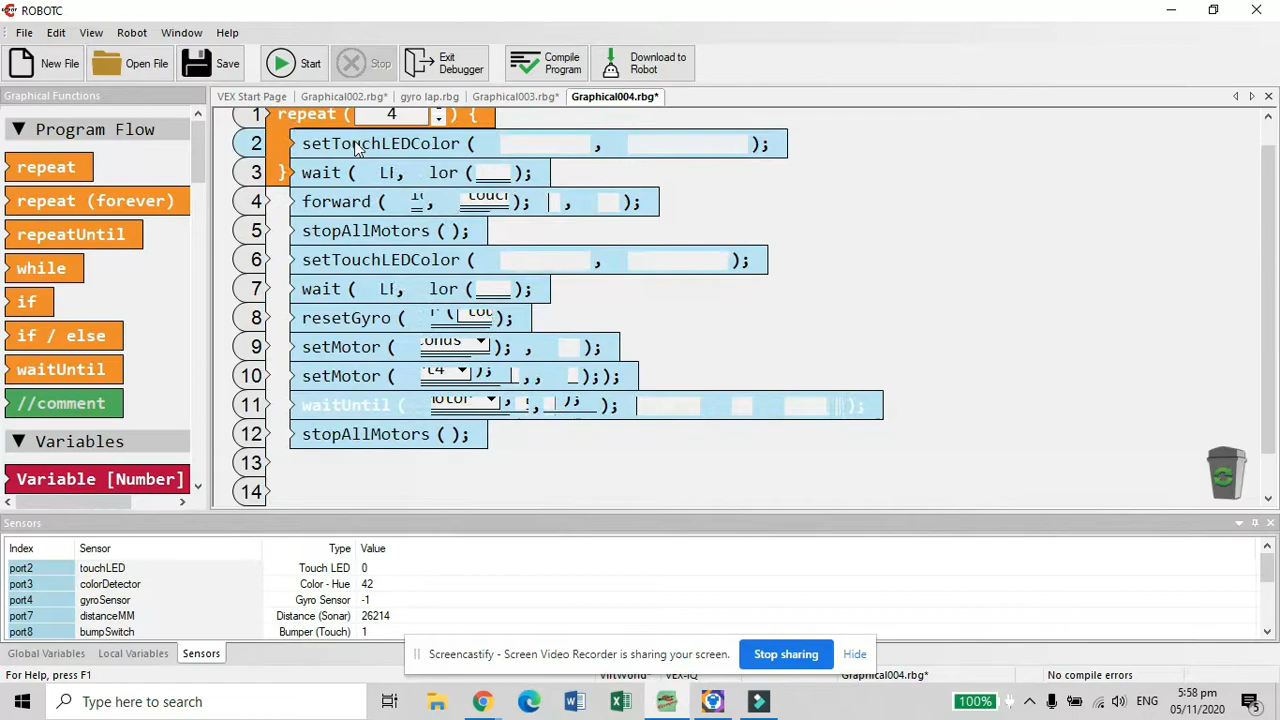 ROBOTC
File Edit View Robot Window Help
New File Open File Save Start Stop Exit Debugger Compile Program Download to Robot
Graphical Functions
VEX Start Page Graphical002.rbg* gyro lap.rbg Graphical003.rbg* Graphical004.rbg*
Program Flow
repeat
repeat (forever)
repeatUntil
while
if
if / else
waitUntil
//comment
Variables
Variable [Number]
1 repeat ( 4 ) {
2 setTouchLEDColor ( , );
3 } wait ( , lor ( );
4 forward ( , ); , );
5 stopAllMotors ( );
6 setTouchLEDColor ( , );
7 wait ( , lor ( );
8 resetGyro ( );
9 setMotor ( ); , );
10 setMotor ( ); ,, ););
11 waitUntil ( , , ); );
12 stopAllMotors ( );
13
14
Sensors
Index Sensor Type Value
port2 touchLED Touch LED 0
port3 colorDetector Color - Hue 42
port4 gyroSensor Gyro Sensor -1
port7 distanceMM Distance (Sonar) 26214
port8 bumpSwitch Bumper (Touch) 1
Global Variables Local Variables Sensors
Screencastify - Screen Video Recorder is sharing your screen. Stop sharing Hide
For Help, press F1 VEX-IQ Graphical004.rbg* No compile errors
Type here to search
100% ENG 5:58 pm
05/11/2020 5